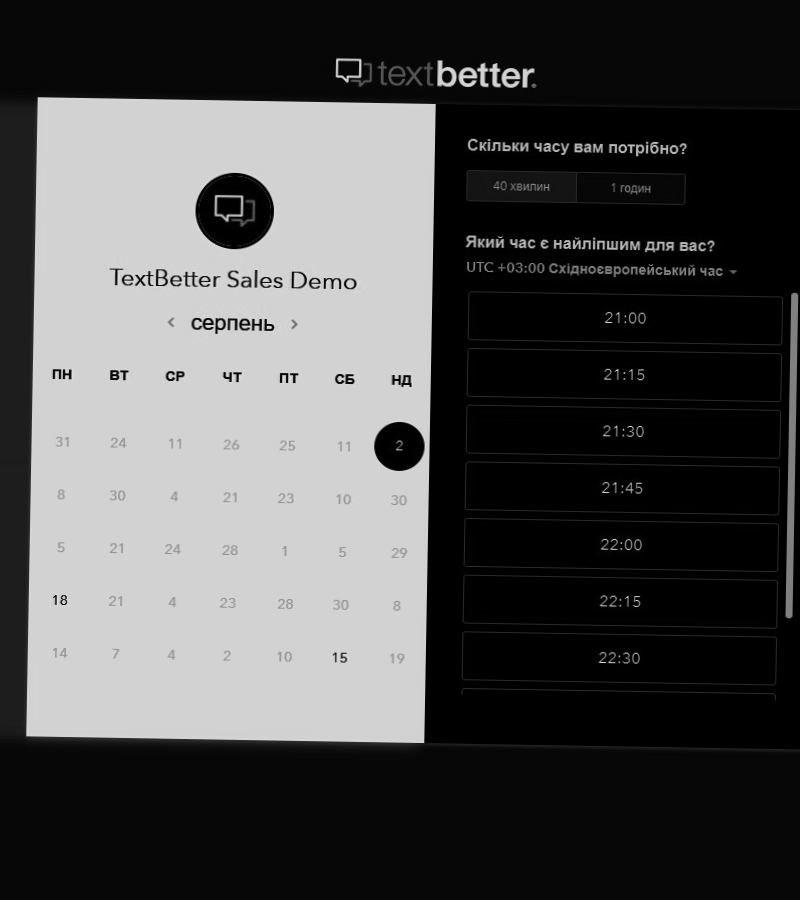 textbetter.
TextBetter Sales Demo
серпень
ПН ВТ СР ЧТ ПТ СБ НД
31 24 11 26 25 11 2
8 30 4 21 23 10 30
5 21 24 28 1 5 29
18 21 4 23 28 30 8
14 7 4 2 10 15 19
Скільки часу вам потрібно?
40 хвилин 1 годин
Який час є найліпшим для вас?
UTC +03:00 Східноєвропейський час
21:00
21:15
21:30
21:45
22:00
22:15
22:30